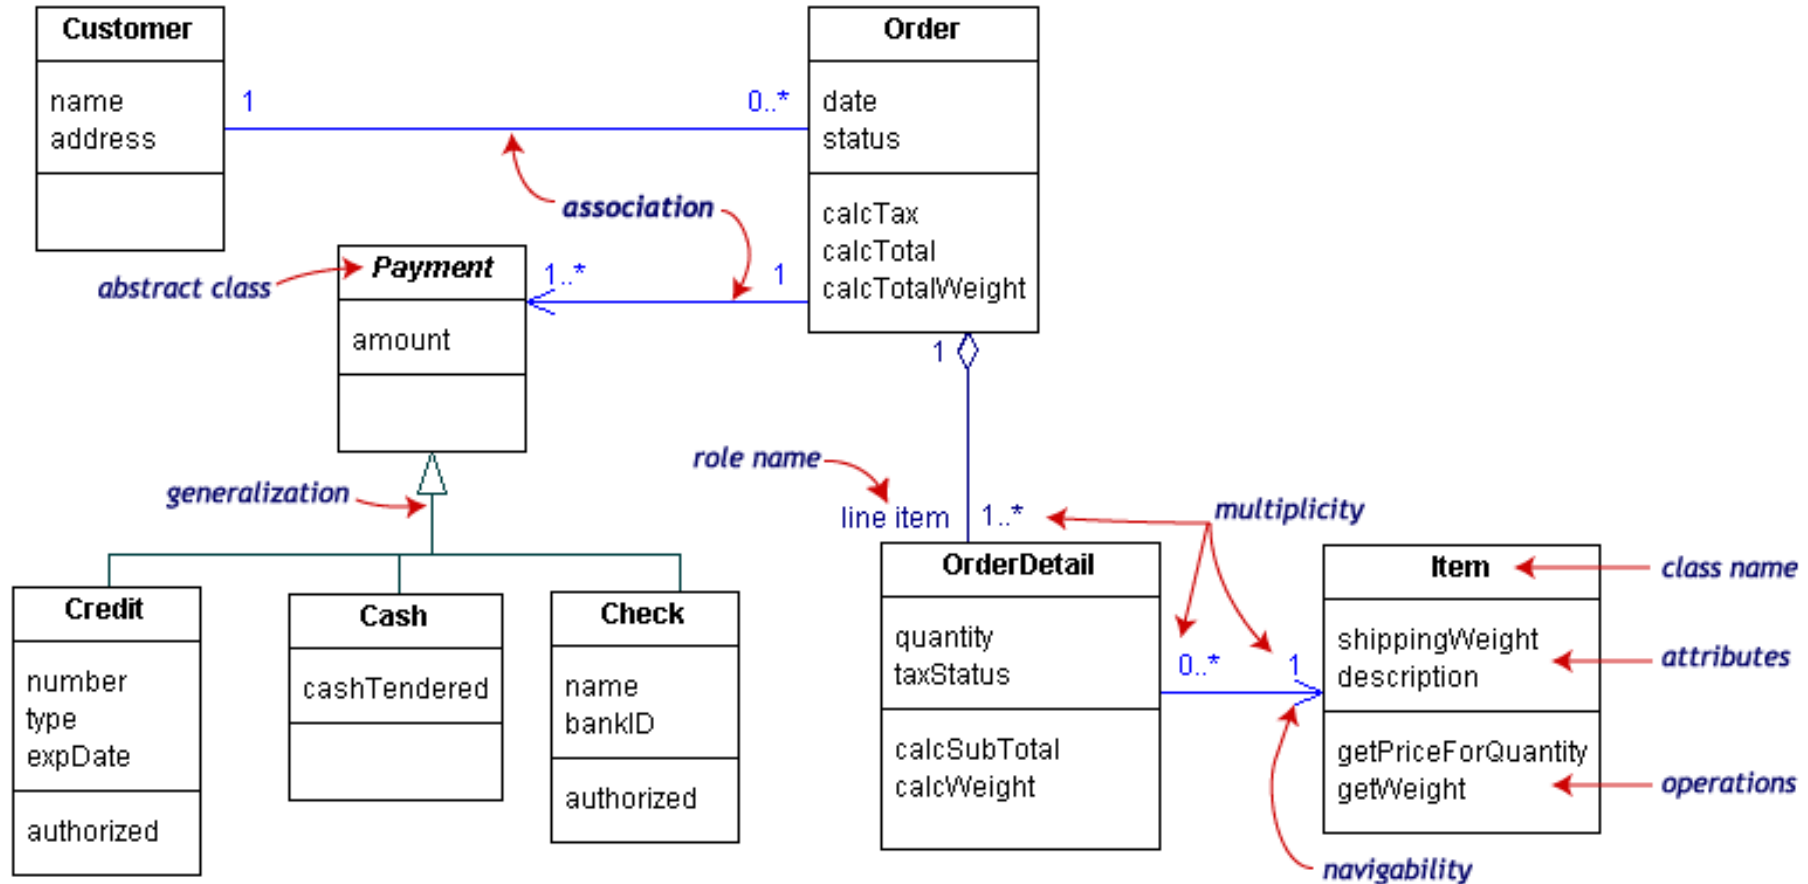 Customer
name
address
1
0..*
Order
date
status
calcTax
calcTotal
calcTotalWeight
association
abstract class
Payment
amount
1..*
1
generalization
1
role name
line item
1..*
multiplicity
Credit
number
type
expDate
authorized
Cash
cashTendered
Check
name
bankID
authorized
OrderDetail
quantity
taxStatus
calcSubTotal
calcWeight
0..*
1
Item
shippingWeight
description
getPriceForQuantity
getWeight
class name
attributes
operations
navigability